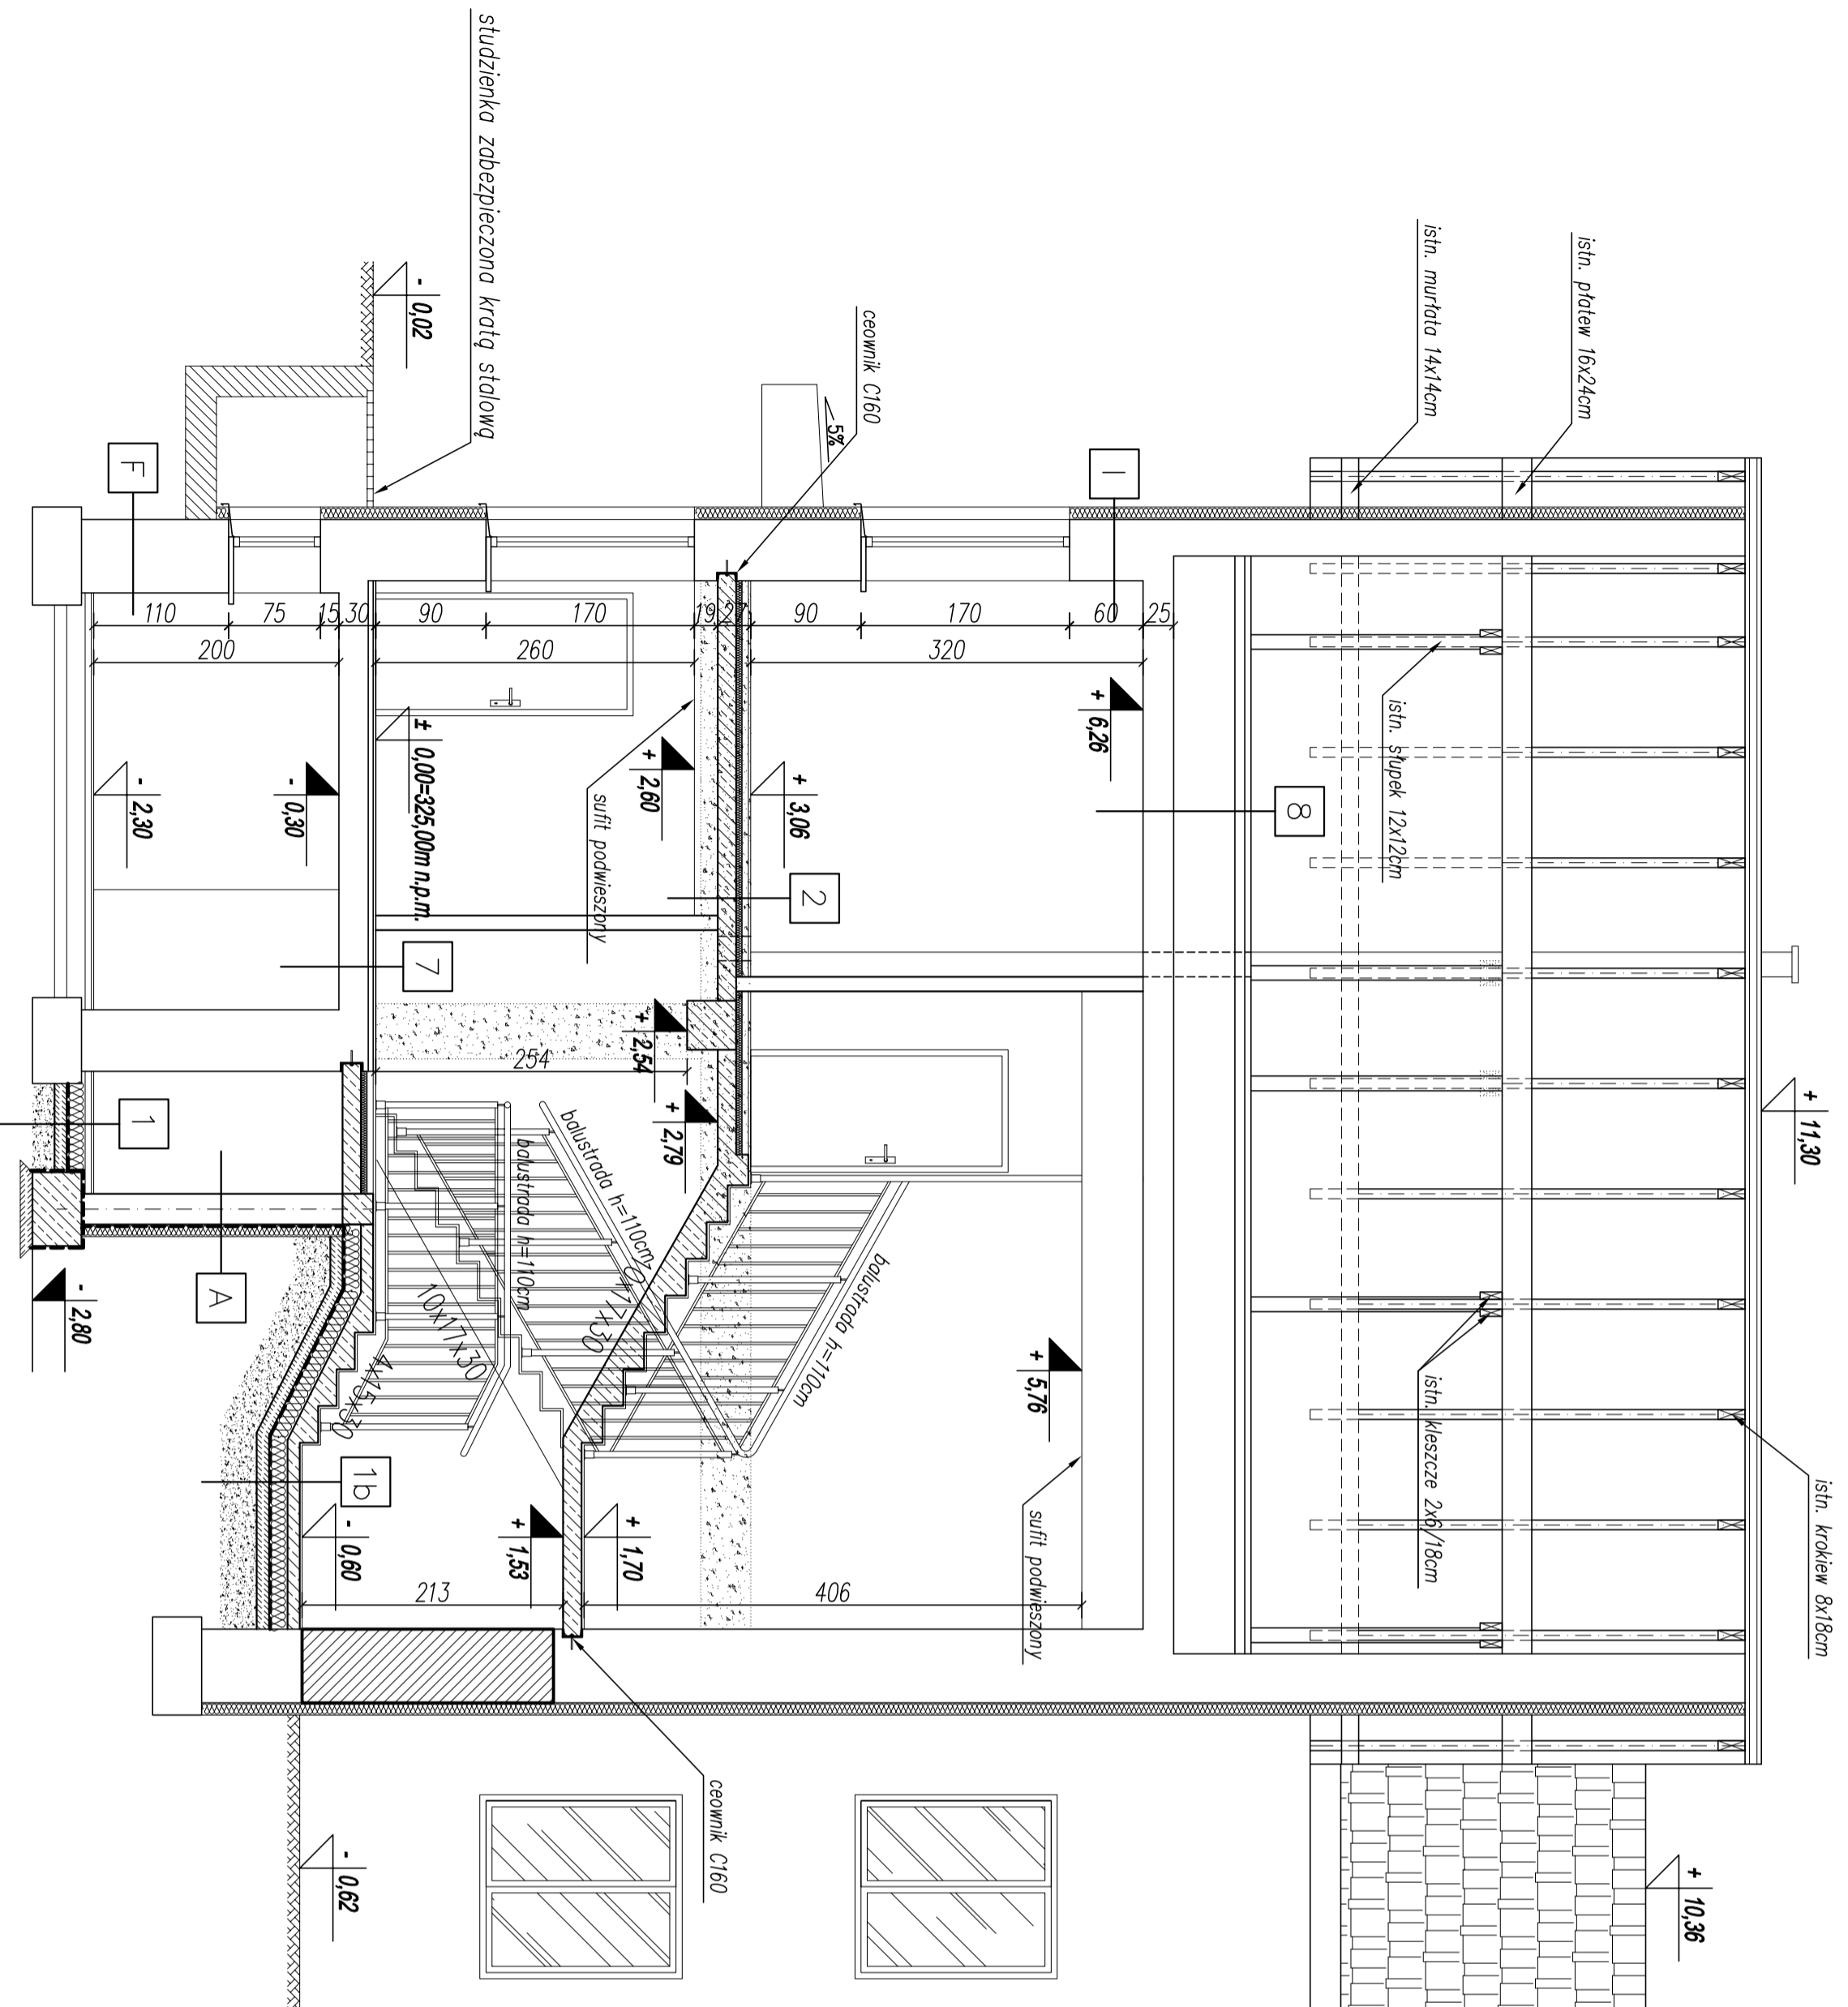 istn. krokiew 8x18cm
+ 11,30
+ 10,36
istn. płatew 16x24cm
istn. murłata 14x14cm
istn. słupek 12x12cm
istn. kleszcze 2x6/18cm
8
I
+ 6,26
25
60
170
90
27
19
170
90
30
15
75
110
320
260
200
+ 5,76
sufit podwieszony
406
balustrada h=110cm
ceownik C160
5%
+ 3,06
2
+ 2,60
sufit podwieszony
+ 2,79
+ 2,54
254
balustrada h=110cm
balustrada h=110cm
9x17x30
10x17x30
4x15x30
+ 1,70
+ 1,53
213
ceownik C160
studzienka zabezpieczona kratą stalową
- 0,02
± 0,00=325,00m n.p.m.
7
- 0,30
- 2,30
F
1
A
1b
- 0,60
- 0,62
- 2,80